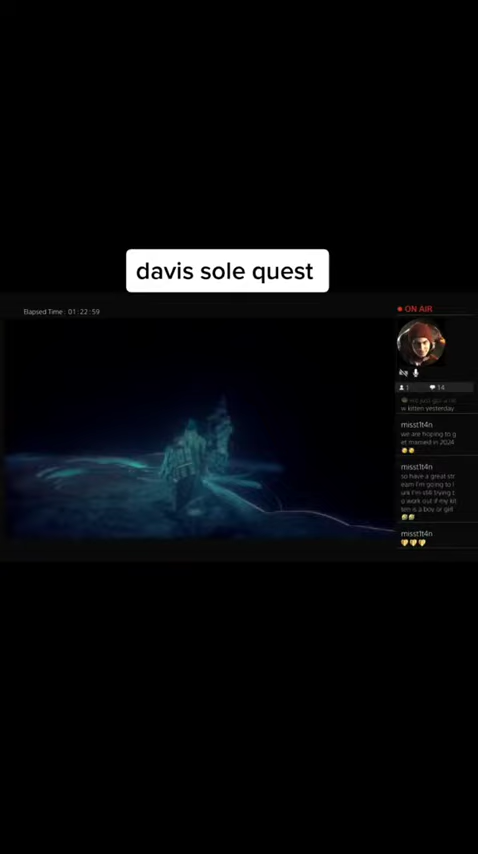 davis sole quest
Elapsed Time : 01:22:59
ON AIR
1
14
kitten yesterday
misst1t4n
we are hoping to g
et married in 2024
misst1t4n
so have a great str
eam I'm going to l
urk I'm still trying t
o work out if my kit
ten is a boy or girl
misst1t4n